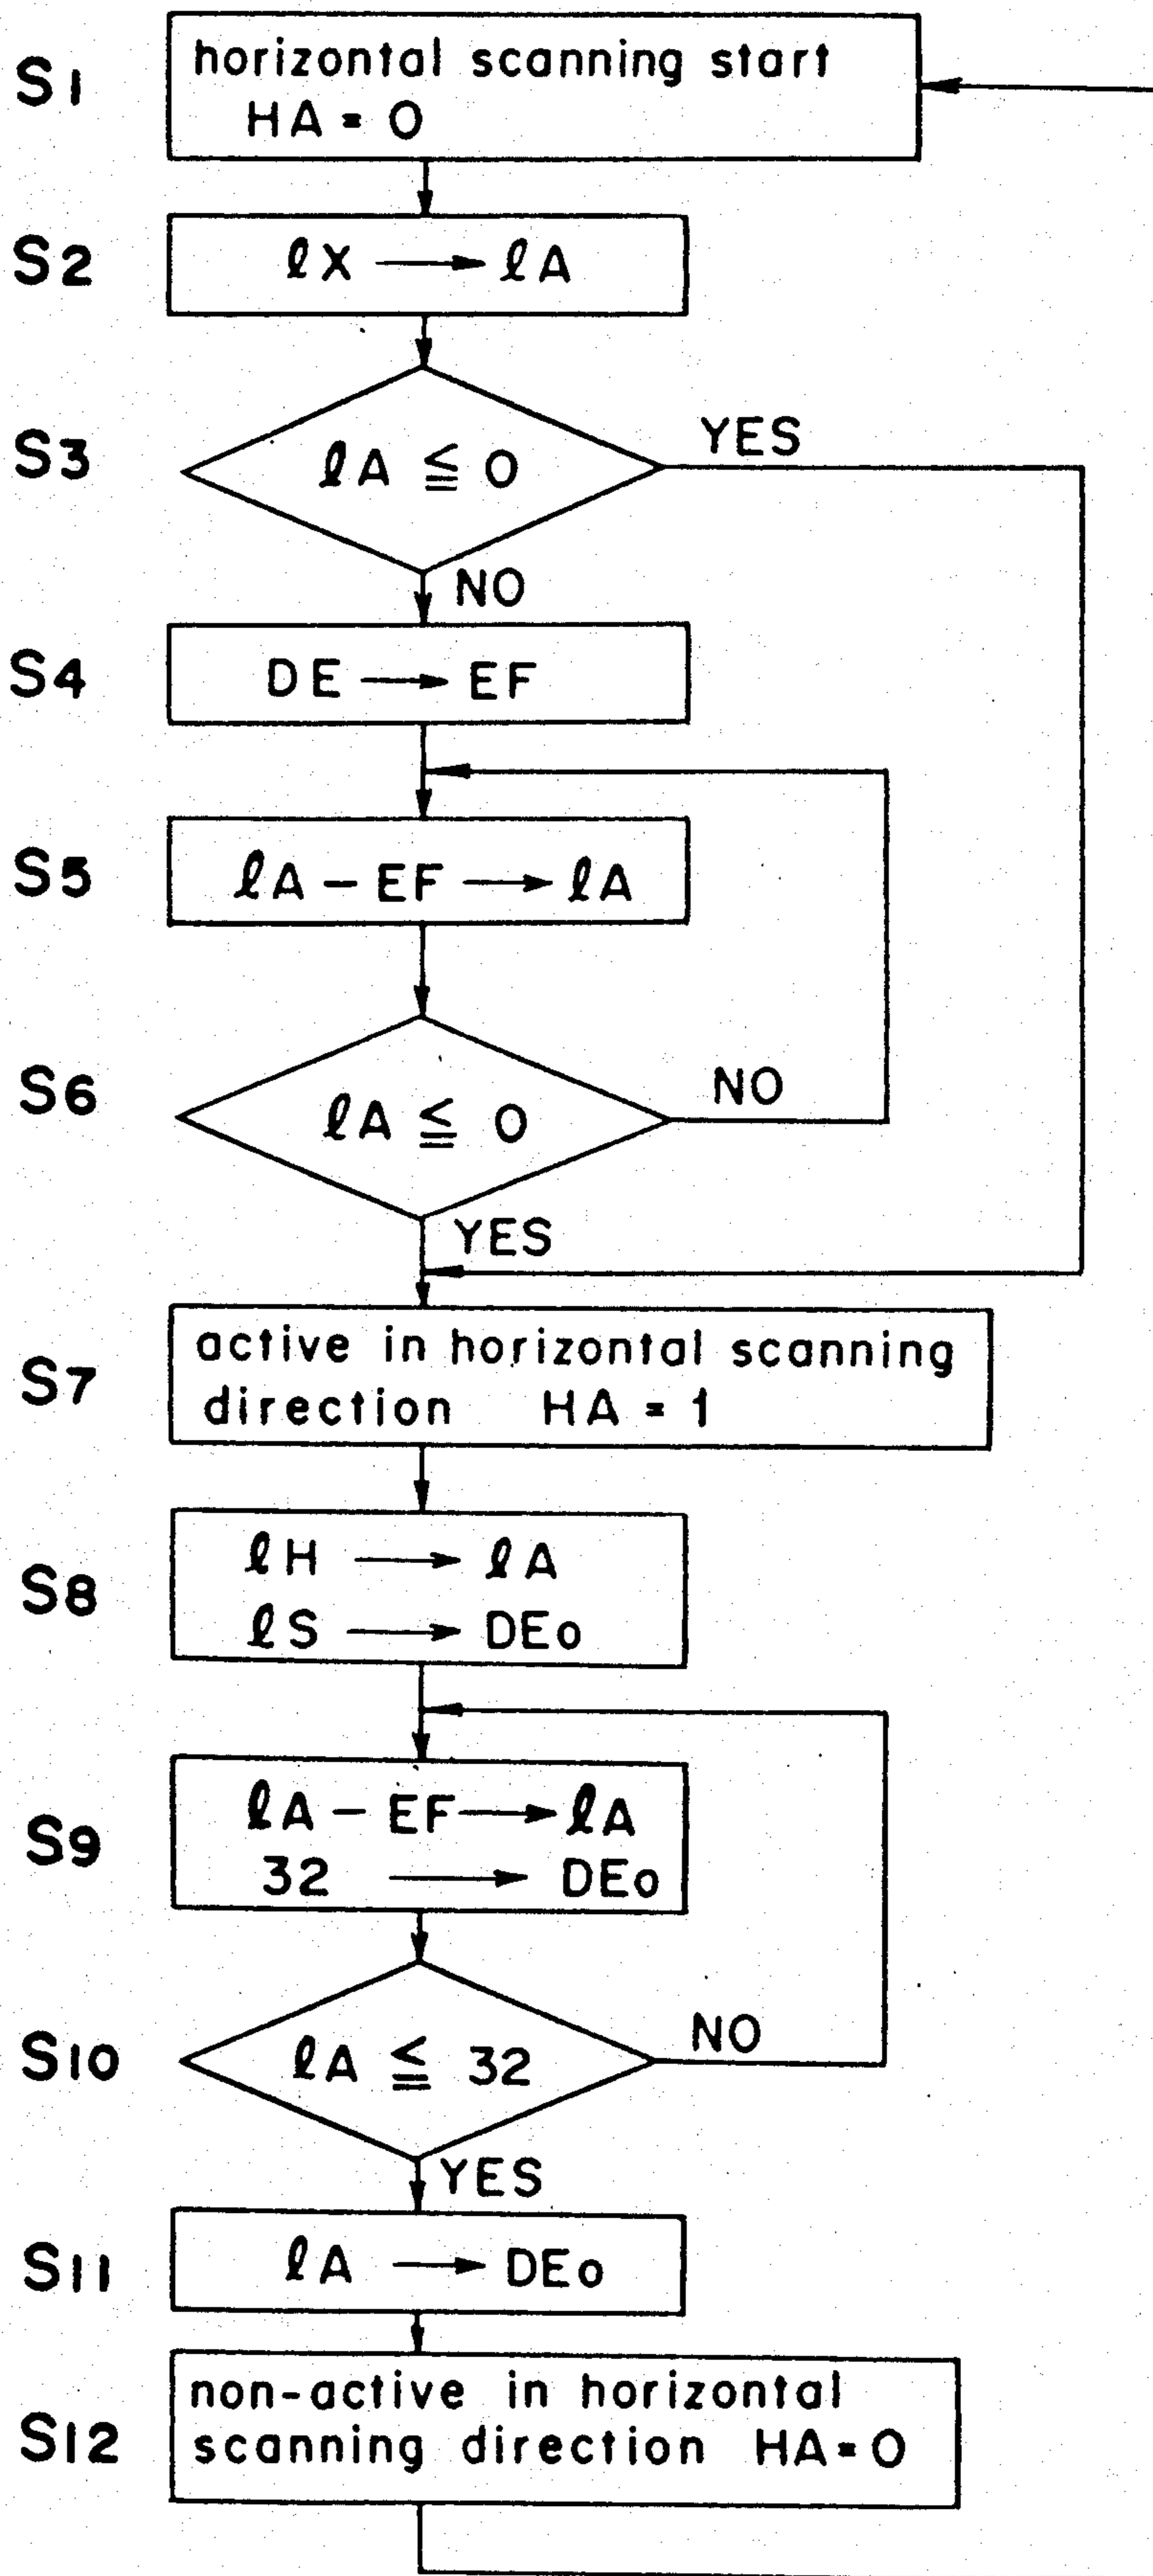 S1
horizontal scanning start
HA = 0
S2
ℓX → ℓA
S3
ℓA ≦ 0
YES
NO
S4
DE → EF
S5
ℓA - EF → ℓA
S6
ℓA ≦ 0
NO
YES
S7
active in horizontal scanning
direction HA = 1
S8
ℓH → ℓA
ℓS → DEo
S9
ℓA - EF → ℓA
32 → DEo
S10
ℓA ≦ 32
NO
YES
S11
ℓA → DEo
S12
non-active in horizontal
scanning direction HA = 0